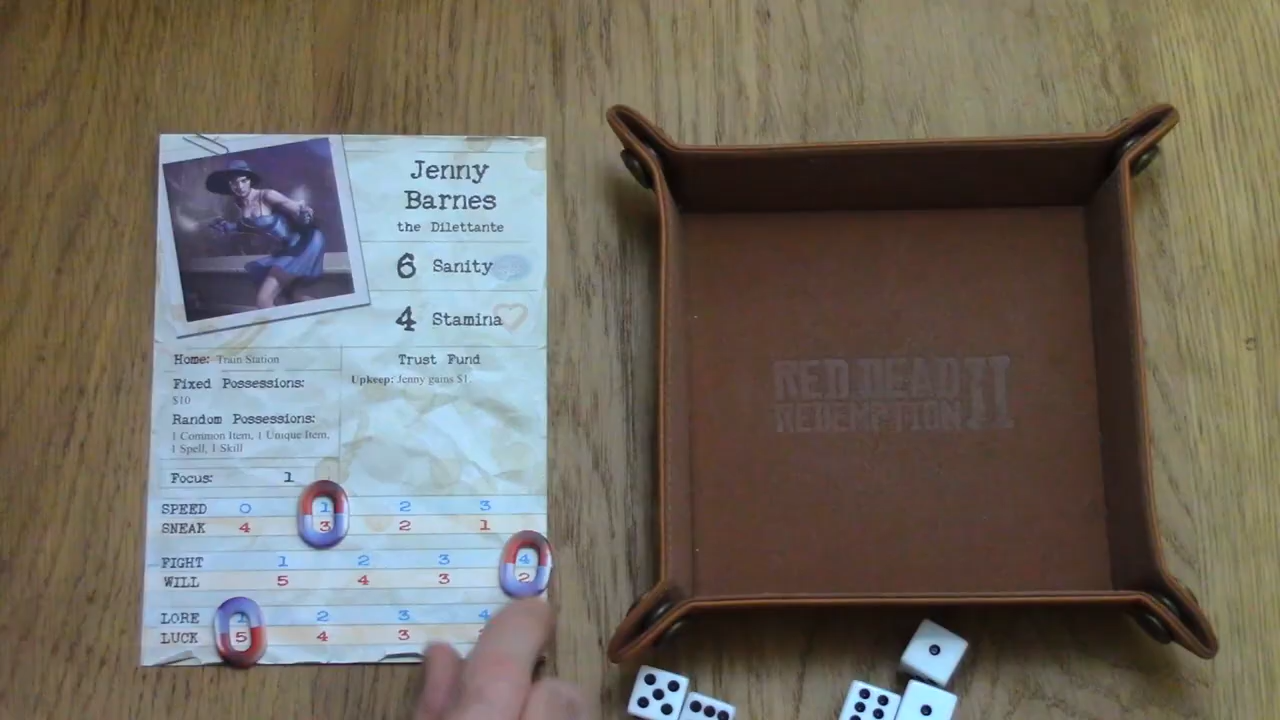 Jenny
Barnes
the Dilettante
6 Sanity
4 Stamina
Home: Train Station
Fixed Possessions:
$10
Random Possessions:
1 Common Item, 1 Unique Item,
1 Spell, 1 Skill
Focus: 1
Trust Fund
Upkeep: Jenny gains $1.
SPEED 0 1 2 3
SNEAK 4 3 2 1
FIGHT 1 2 3 4
WILL 5 4 3 2
LORE 1 2 3 4
LUCK 5 4 3
RED DEAD
REDEMPTION II